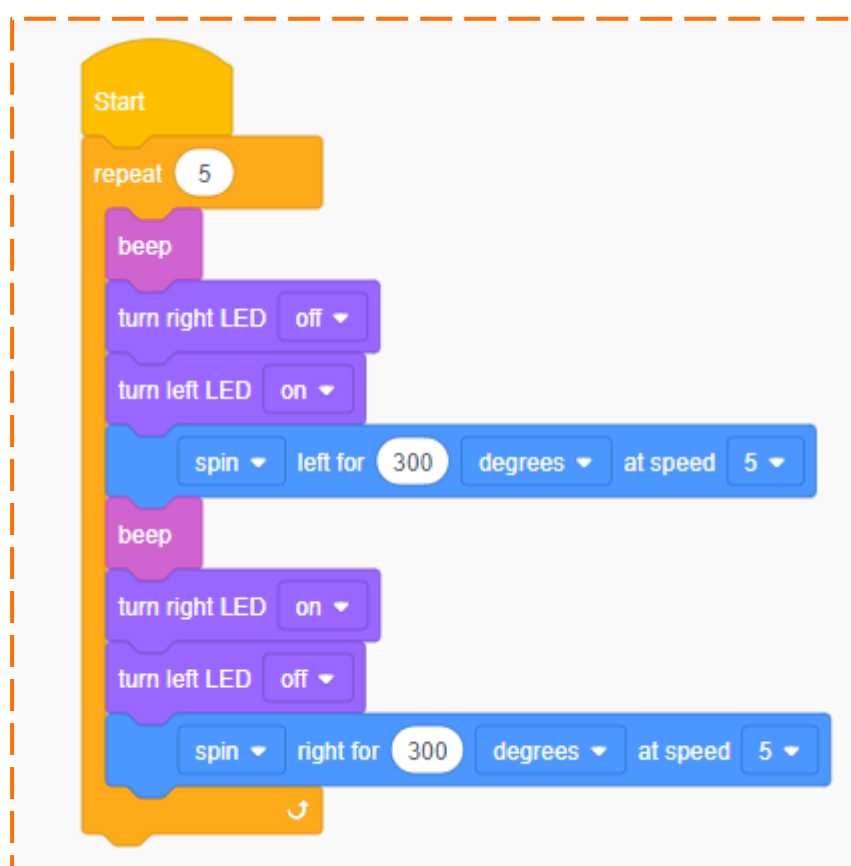 Start
repeat 5
beep
turn right LED off
turn left LED on
spin left for 300 degrees at speed 5
beep
turn right LED on
turn left LED off
spin right for 300 degrees at speed 5